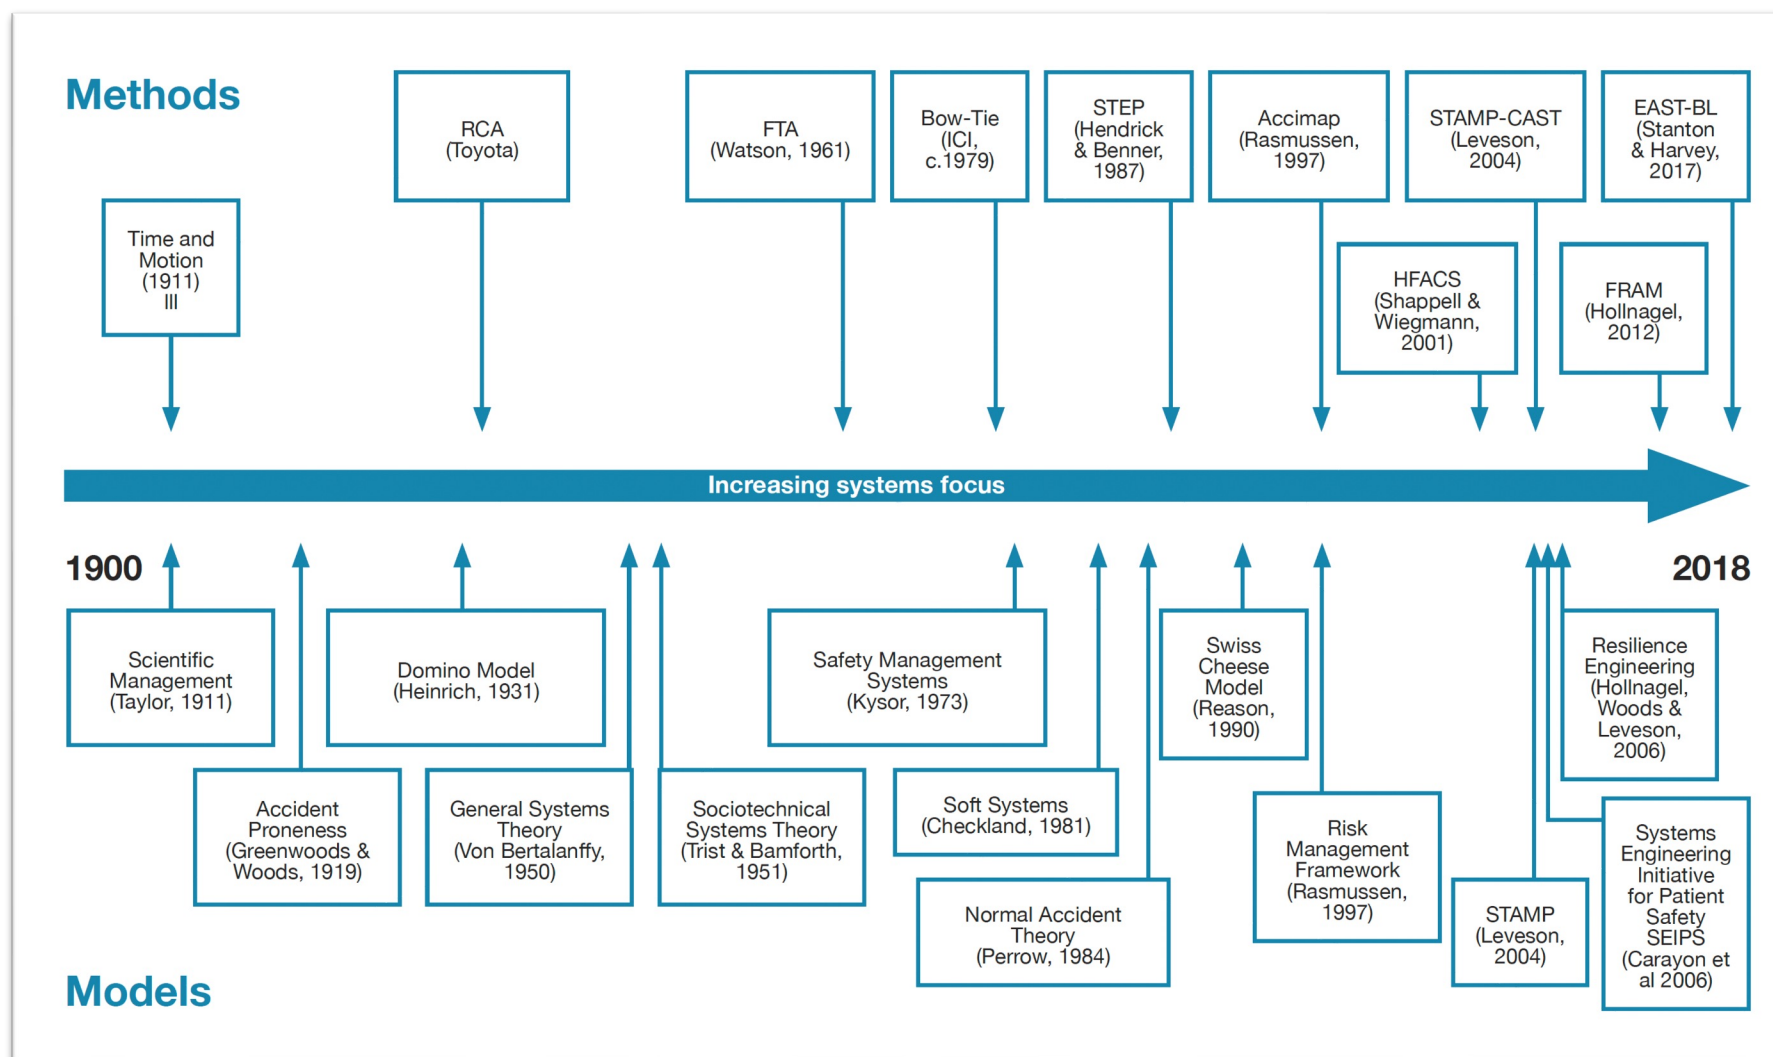 Methods
RCA
(Toyota)
FTA
(Watson, 1961)
Bow-Tie
(ICI,
c.1979)
STEP
(Hendrick
& Benner,
1987)
Accimap
(Rasmussen,
1997)
STAMP-CAST
(Leveson,
2004)
EAST-BL
(Stanton
& Harvey,
2017)
Time and
Motion
(1911)
III
HFACS
(Shappell &
Wiegmann,
2001)
FRAM
(Hollnagel,
2012)
Increasing systems focus
1900
2018
Scientific
Management
(Taylor, 1911)
Domino Model
(Heinrich, 1931)
Safety Management
Systems
(Kysor, 1973)
Swiss
Cheese
Model
(Reason,
1990)
Resilience
Engineering
(Hollnagel,
Woods &
Leveson,
2006)
Accident
Proneness
(Greenwoods &
Woods, 1919)
General Systems
Theory
(Von Bertalanffy,
1950)
Sociotechnical
Systems Theory
(Trist & Bamforth,
1951)
Soft Systems
(Checkland, 1981)
Normal Accident
Theory
(Perrow, 1984)
Risk
Management
Framework
(Rasmussen,
1997)
STAMP
(Leveson,
2004)
Systems
Engineering
Initiative
for Patient
Safety
SEIPS
(Carayon et
al 2006)
Models